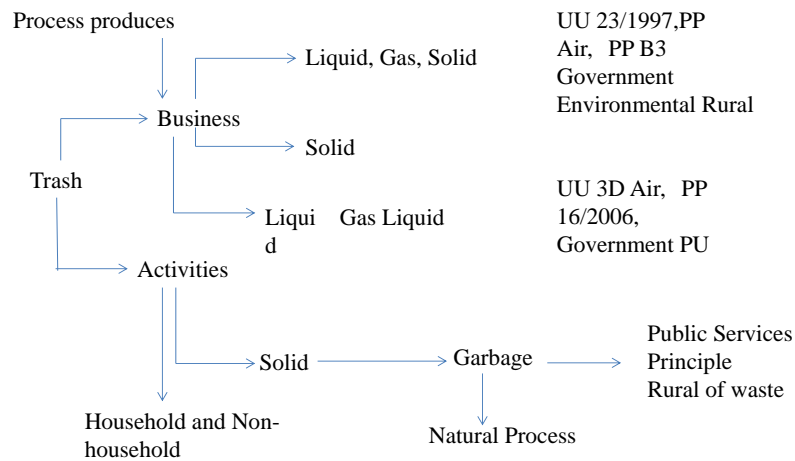 Process produces
UU 23/1997,PP
Air, PP B3
Government
Environmental Rural
Liquid, Gas, Solid
Business
Solid
Trash
UU 3D Air, PP
16/2006,
Government PU
Liqui Gas Liquid
d
Activities
Public Services
Principle
Rural of waste
Solid
Garbage
Household and Non-
household
Natural Process